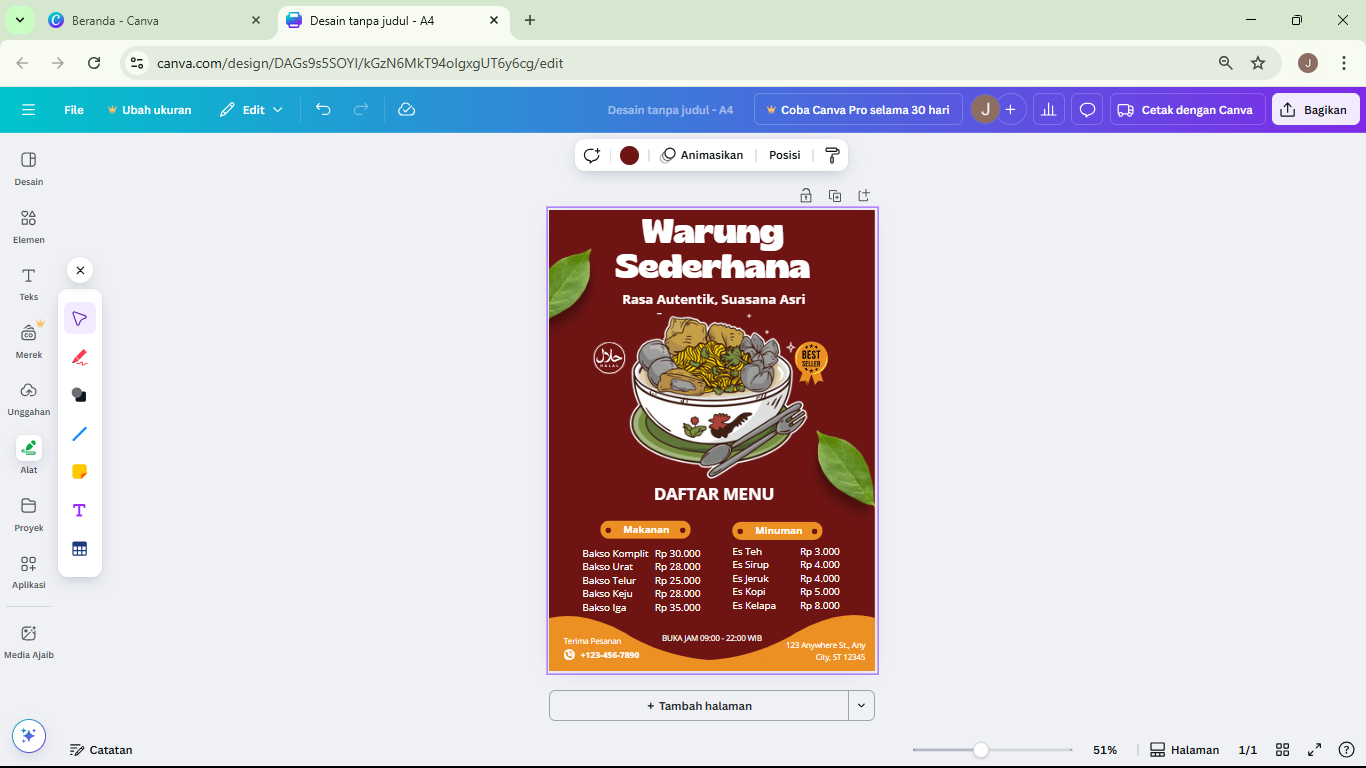 Beranda - Canva
Desain tanpa judul - A4
canva.com/design/DAGs9s5SOYI/kGzN6MkT94oIgxgUT6y6cg/edit
J
File
Ubah ukuran
Edit
Desain tanpa judul - A4
Coba Canva Pro selama 30 hari
J
Cetak dengan Canva
Bagikan
Animasikan
Posisi
Desain
Elemen
Teks
Merek
Unggahan
Alat
Proyek
Aplikasi
Media Ajaib
Warung
Sederhana
Rasa Autentik, Suasana Asri
حلال
HALAL
BEST
SELLER
DAFTAR MENU
Makanan
Bakso Komplit Rp 30.000
Bakso Urat Rp 28.000
Bakso Telur Rp 25.000
Bakso Keju Rp 28.000
Bakso Iga Rp 35.000
Minuman
Es Teh Rp 3.000
Es Sirup Rp 4.000
Es Jeruk Rp 4.000
Es Kopi Rp 5.000
Es Kelapa Rp 8.000
Terima Pesanan
+123-456-7890
BUKA JAM 09:00 - 22:00 WIB
123 Anywhere St., Any
City, ST 12345
+ Tambah halaman
Catatan
51%
Halaman
1/1